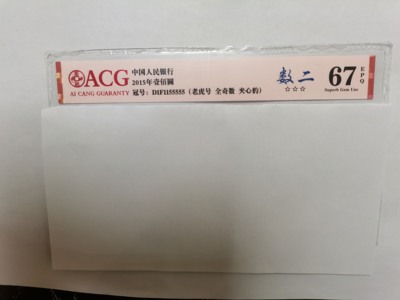 ACG
AI CANG GUARANTY
中国人民银行
2015年壹佰圆
冠号: D1F1155555 (老虎号 全奇数 夹心豹)
数二
☆☆☆
67
EPQ
Superb Gem Unc